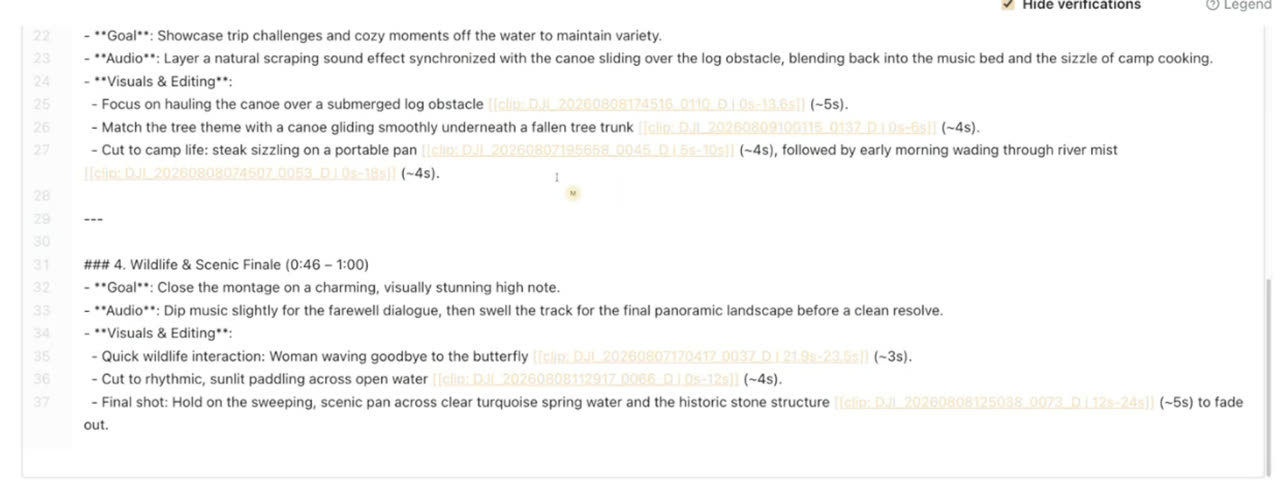 Hide verifications
Legend
22 - **Goal**: Showcase trip challenges and cozy moments off the water to maintain variety.
23 - **Audio**: Layer a natural scraping sound effect synchronized with the canoe sliding over the log obstacle, blending back into the music bed and the sizzle of camp cooking.
24 - **Visuals & Editing**:
25 - Focus on hauling the canoe over a submerged log obstacle [[clip: DJI_20260808174516_0110_D | 0s-13.6s]] (~5s).
26 - Match the tree theme with a canoe gliding smoothly underneath a fallen tree trunk [[clip: DJI_20260809100115_0137_D | 0s-6s]] (~4s).
27 - Cut to camp life: steak sizzling on a portable pan [[clip: DJI_20260807195658_0045_D | 5s-10s]] (~4s), followed by early morning wading through river mist
[[clip: DJI_20260808074507_0053_D | 0s-18s]] (~4s).
28
M
29 ---
30
31 ### 4. Wildlife & Scenic Finale (0:46 – 1:00)
32 - **Goal**: Close the montage on a charming, visually stunning high note.
33 - **Audio**: Dip music slightly for the farewell dialogue, then swell the track for the final panoramic landscape before a clean resolve.
34 - **Visuals & Editing**:
35 - Quick wildlife interaction: Woman waving goodbye to the butterfly [[clip: DJI_20260807170417_0037_D | 21.9s-23.5s]] (~3s).
36 - Cut to rhythmic, sunlit paddling across open water [[clip: DJI_20260808112917_0066_D | 0s-12s]] (~4s).
37 - Final shot: Hold on the sweeping, scenic pan across clear turquoise spring water and the historic stone structure [[clip: DJI_20260808125038_0073_D | 12s-24s]] (~5s) to fade
out.